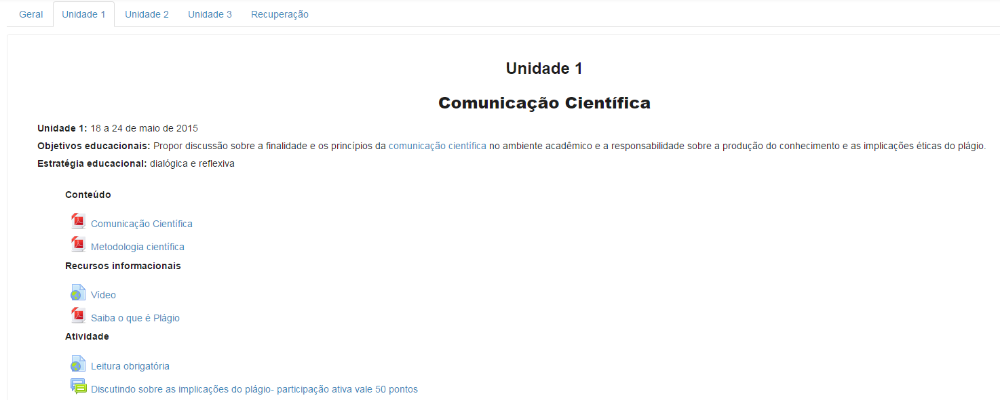 Geral Unidade 1 Unidade 2 Unidade 3 Recuperação
Unidade 1
Comunicação Científica
Unidade 1: 18 a 24 de maio de 2015
Objetivos educacionais: Propor discussão sobre a finalidade e os princípios da comunicação científica no ambiente acadêmico e a responsabilidade sobre a produção do conhecimento e as implicações éticas do plágio.
Estratégia educacional: dialógica e reflexiva
Conteúdo
Comunicação Científica
Metodologia científica
Recursos informacionais
Vídeo
Saiba o que é Plágio
Atividade
Leitura obrigatória
Discutindo sobre as implicações do plágio- participação ativa vale 50 pontos